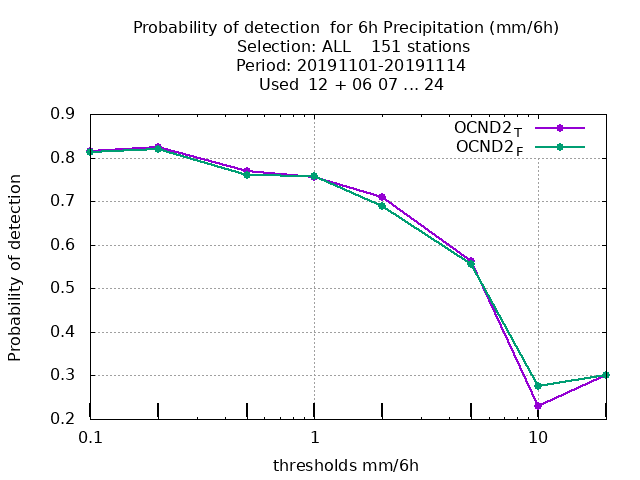 Probability of detection  for 6h Precipitation (mm/6h)
Selection: ALL    151 stations
Period: 20191101-20191114
Used  12 + 06 07 ... 24
OCND2_T
OCND2_F
Probability of detection
0.9
0.8
0.7
0.6
0.5
0.4
0.3
0.2
0.1
1
10
thresholds mm/6h